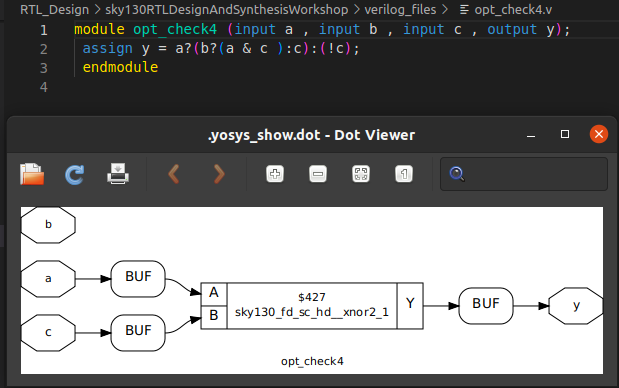 RTL_Design > sky130RTLDesignAndSynthesisWorkshop > verilog_files > opt_check4.v
1 module opt_check4 (input a , input b , input c , output y);
2 assign y = a?(b?(a & c ):c):(!c);
3 endmodule
4
.yosys_show.dot - Dot Viewer
b
a BUF A $427 Y BUF y
c BUF B sky130_fd_sc_hd__xnor2_1
opt_check4